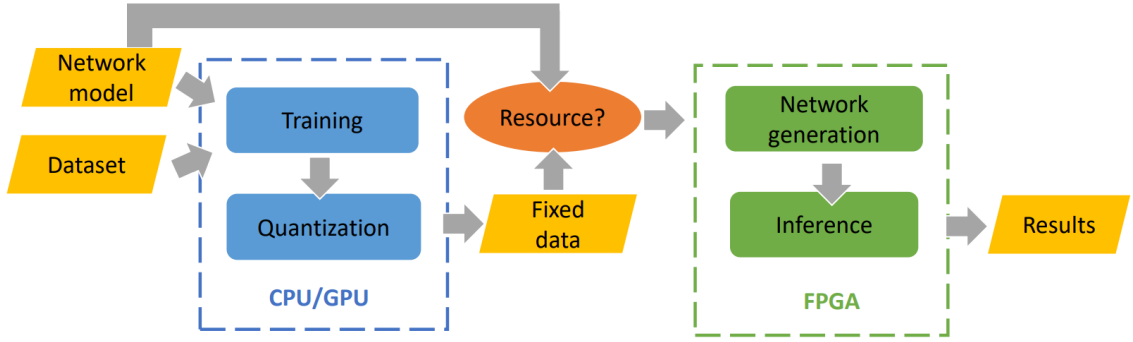 Network
model
Dataset
Training
Quantization
CPU/GPU
Resource?
Fixed
data
Network
generation
Inference
FPGA
Results